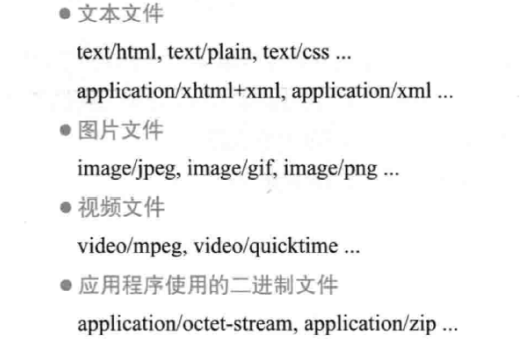 ● 文本文件
text/html, text/plain, text/css ...
application/xhtml+xml, application/xml ...
● 图片文件
image/jpeg, image/gif, image/png ...
● 视频文件
video/mpeg, video/quicktime ...
● 应用程序使用的二进制文件
application/octet-stream, application/zip ...